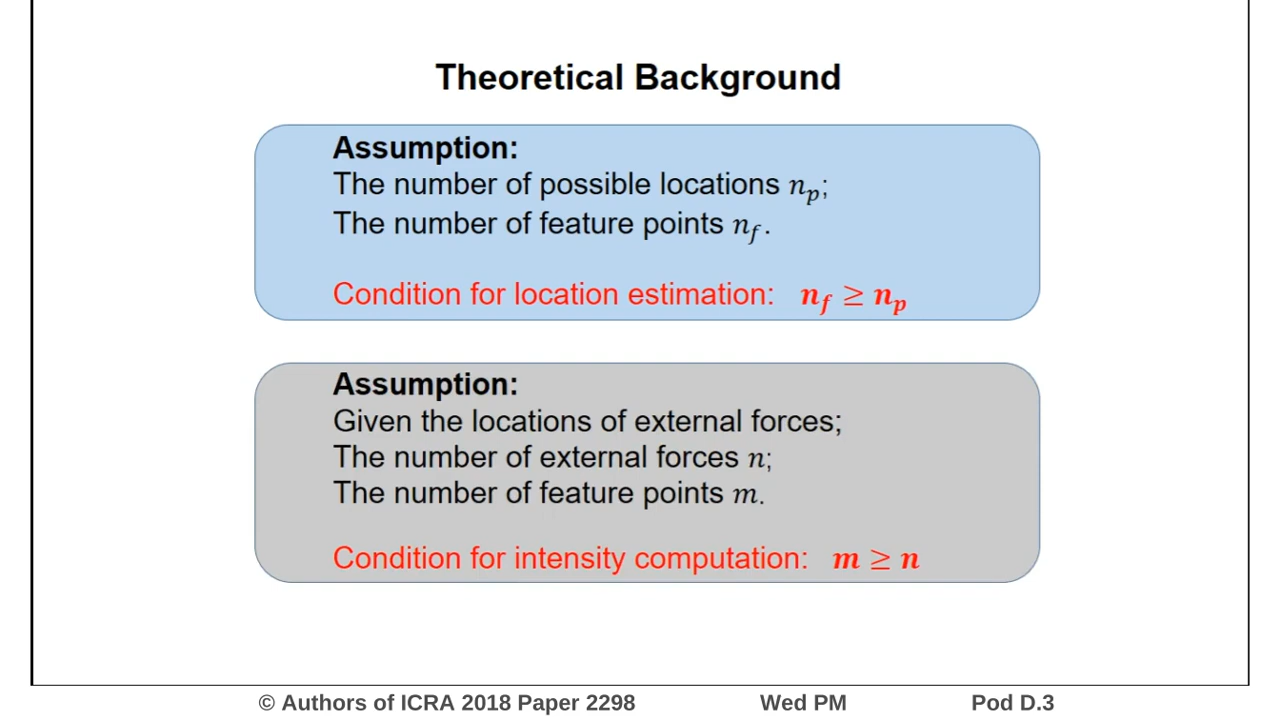 Theoretical Background
Assumption:
The number of possible locations n_p;
The number of feature points n_f.
Condition for location estimation: n_f ≥ n_p
Assumption:
Given the locations of external forces;
The number of external forces n;
The number of feature points m.
Condition for intensity computation: m ≥ n
© Authors of ICRA 2018 Paper 2298 Wed PM Pod D.3